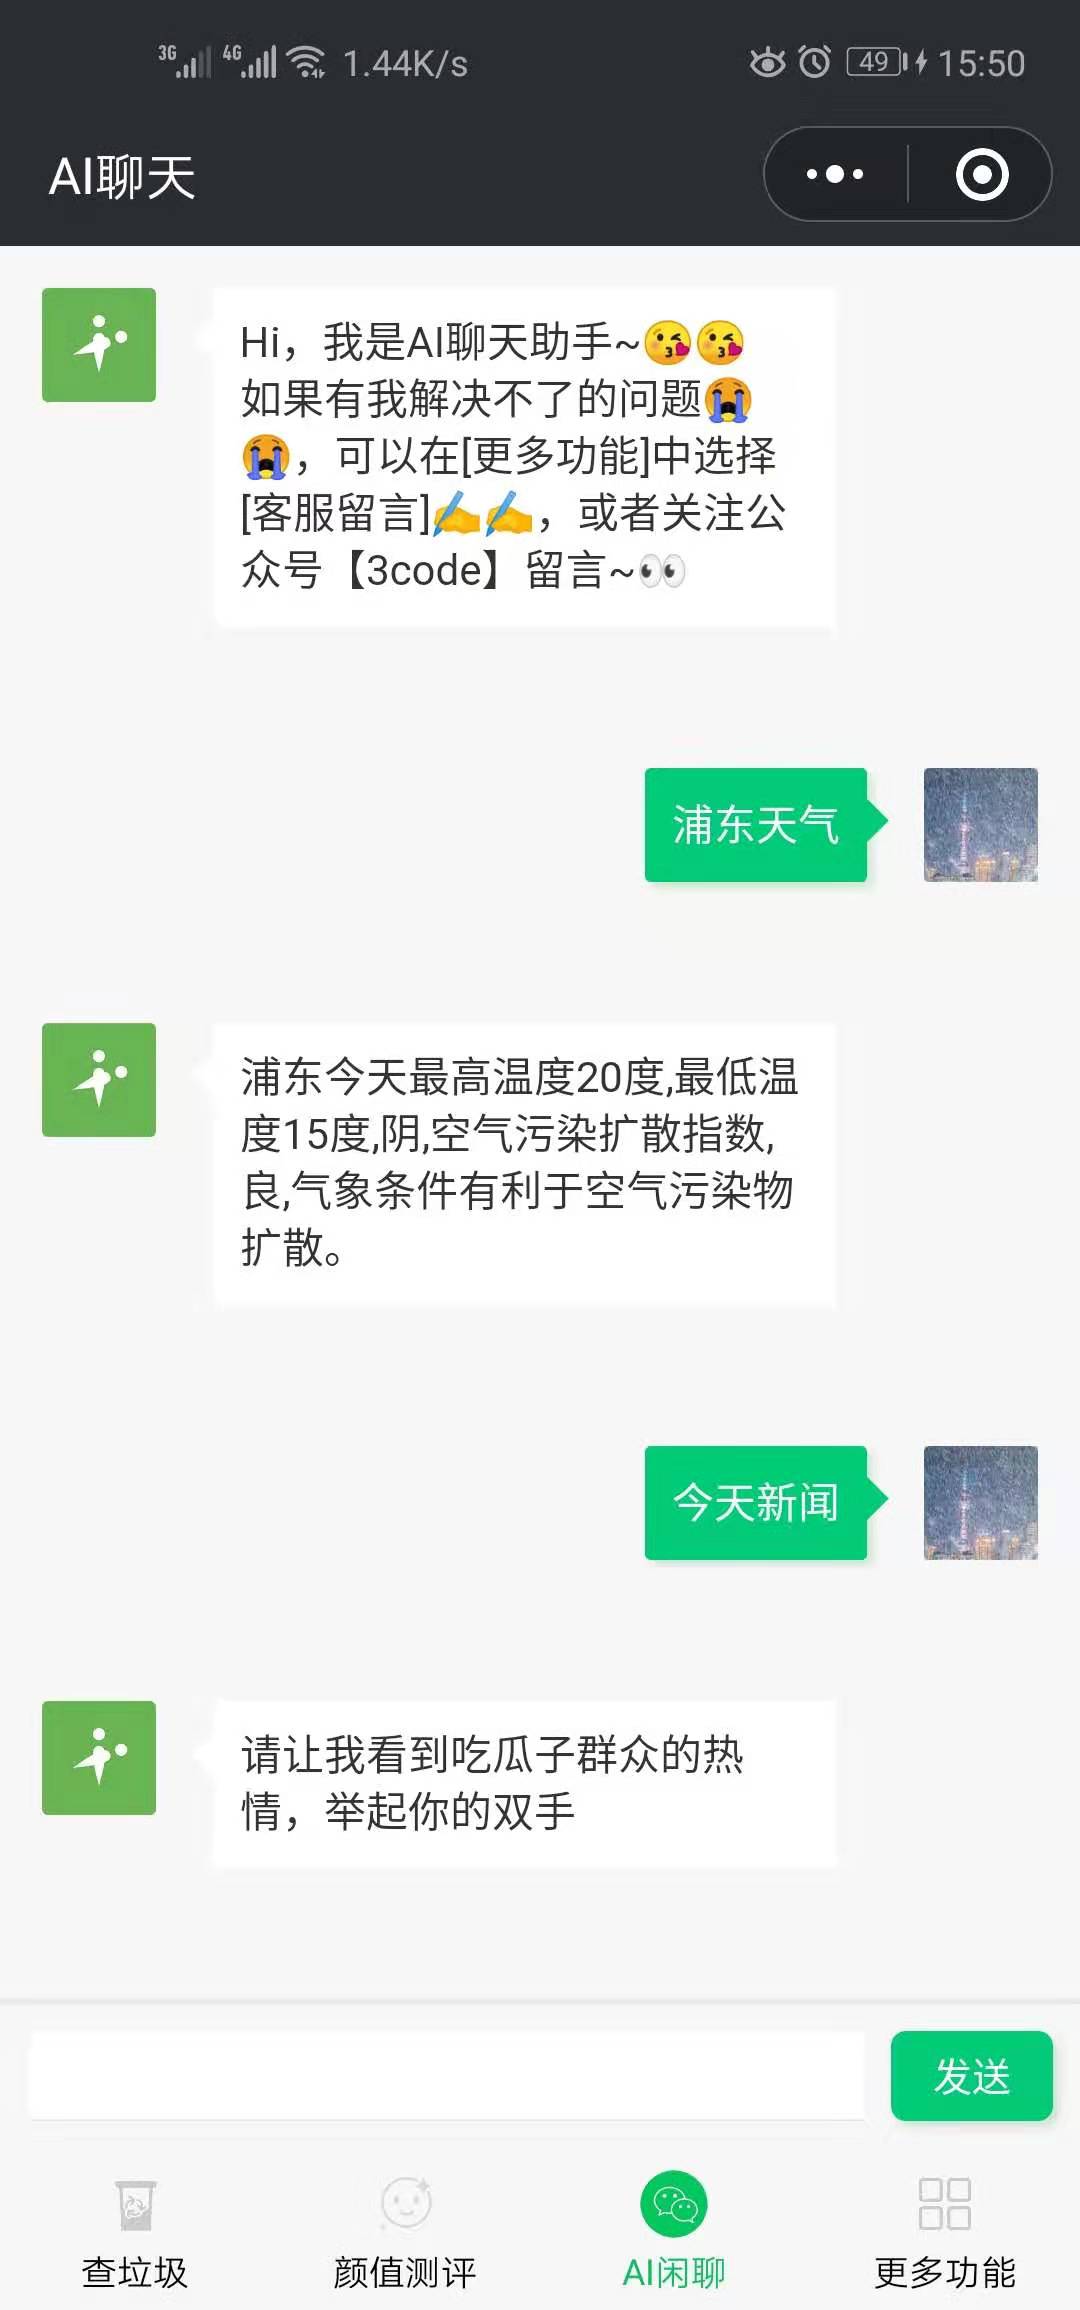 3G 4G 1.44K/s 49 15:50
AI聊天
Hi，我是AI聊天助手~😘😘
如果有我解决不了的问题😭
😭，可以在[更多功能]中选择
[客服留言]✍✍，或者关注公
众号【3code】留言~👀
浦东天气
浦东今天最高温度20度,最低温
度15度,阴,空气污染扩散指数,
良,气象条件有利于空气污染物
扩散。
今天新闻
请让我看到吃瓜子群众的热
情，举起你的双手
发送
查垃圾 颜值测评 AI闲聊 更多功能